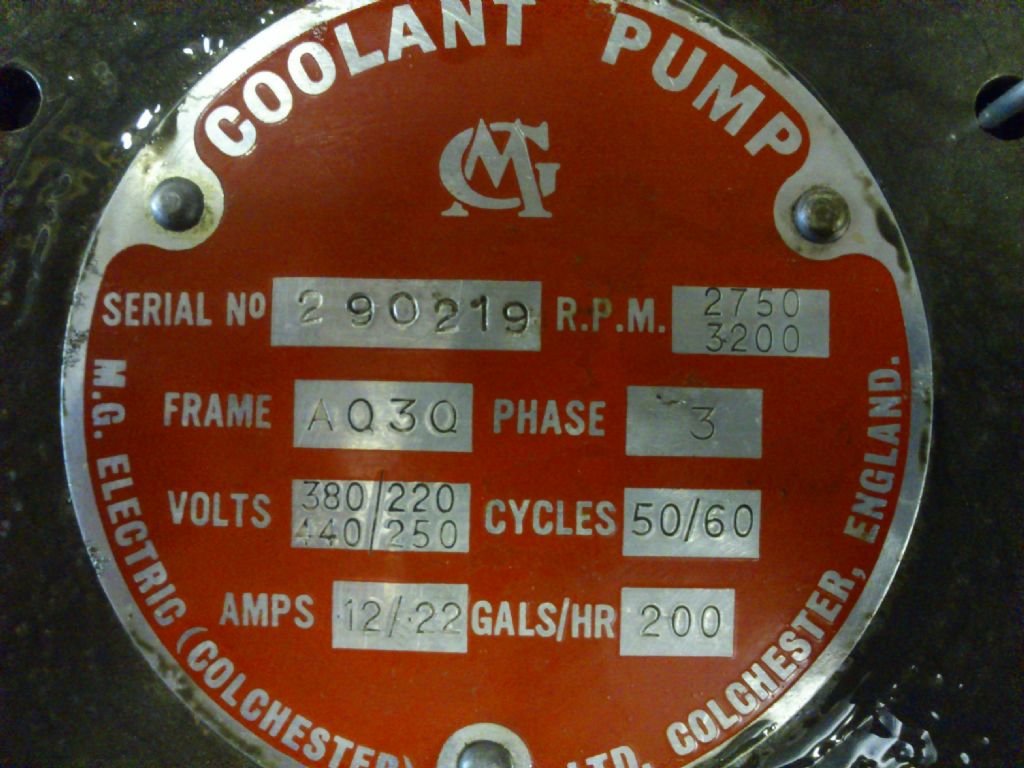 COOLANT PUMP
MG
SERIAL NO 290219 R.P.M. 2750
3200
FRAME AQ3Q PHASE 3
VOLTS 380/220
440/250 CYCLES 50/60
AMPS ·12/·22 GALS/HR 200
M.G. ELECTRIC (COLCHESTER) LTD. COLCHESTER, ENGLAND.